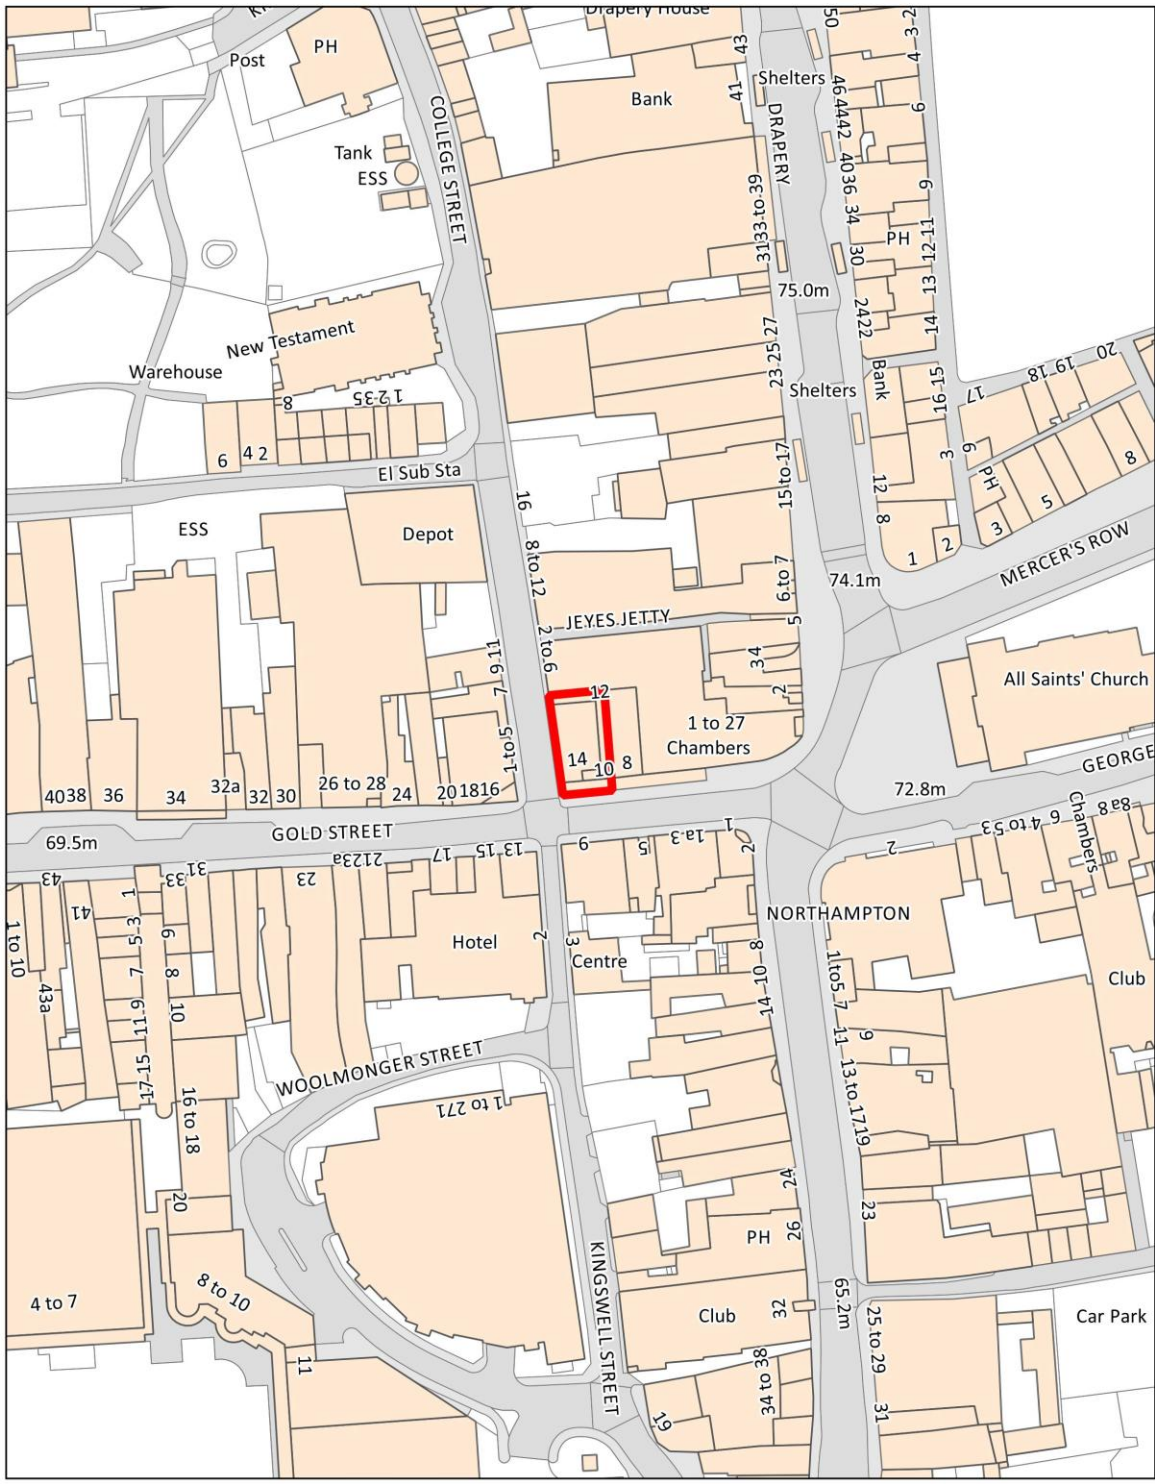 Drapery House
PH
Post
43
50
3-2
4
Shelters
46
44
42
Bank
41
6
DRAPERY
COLLEGE STREET
Tank
ESS
40
36
34
9
33 to 39
31
PH
12-11
30
13
75.0m
24
22
14
New Testament
Warehouse
23-25-27
20
19-18
17
Bank
16-15
Shelters
8
1-2-35
6
4 2
El Sub Sta
15 to 17
12
3
9
PH
8
5
3
16
ESS
Depot
8
1
2
MERCER'S ROW
8 to 12
6 to 7
74.1m
JEYES JETTY
5
2 to 6
9 11
7
34
2
All Saints' Church
12
1 to 5
14
10
8
1 to 27
Chambers
GEORGE
40
38
36
34
32a
32
30
26 to 28
24
20
18
16
72.8m
8a 8
6 4 to 53
Chambers
69.5m
GOLD STREET
1
1a 3
5
9
2
2
43
33
31
23a
21
17
15
13
23
41
1
NORTHAMPTON
1 to 10
3
5
7
9
11
17-15
6
8
10
43a
Hotel
2
3
Centre
8
10
14
1 to 5
7
11
9
Club
13 to 17
19
WOOLMONGER STREET
1 to 271
16 to 18
20
24
23
26
PH
KINGSWELL STREET
4 to 7
8 to 10
11
Club
32
65.2m
25 to 29
31
Car Park
34 to 38
19